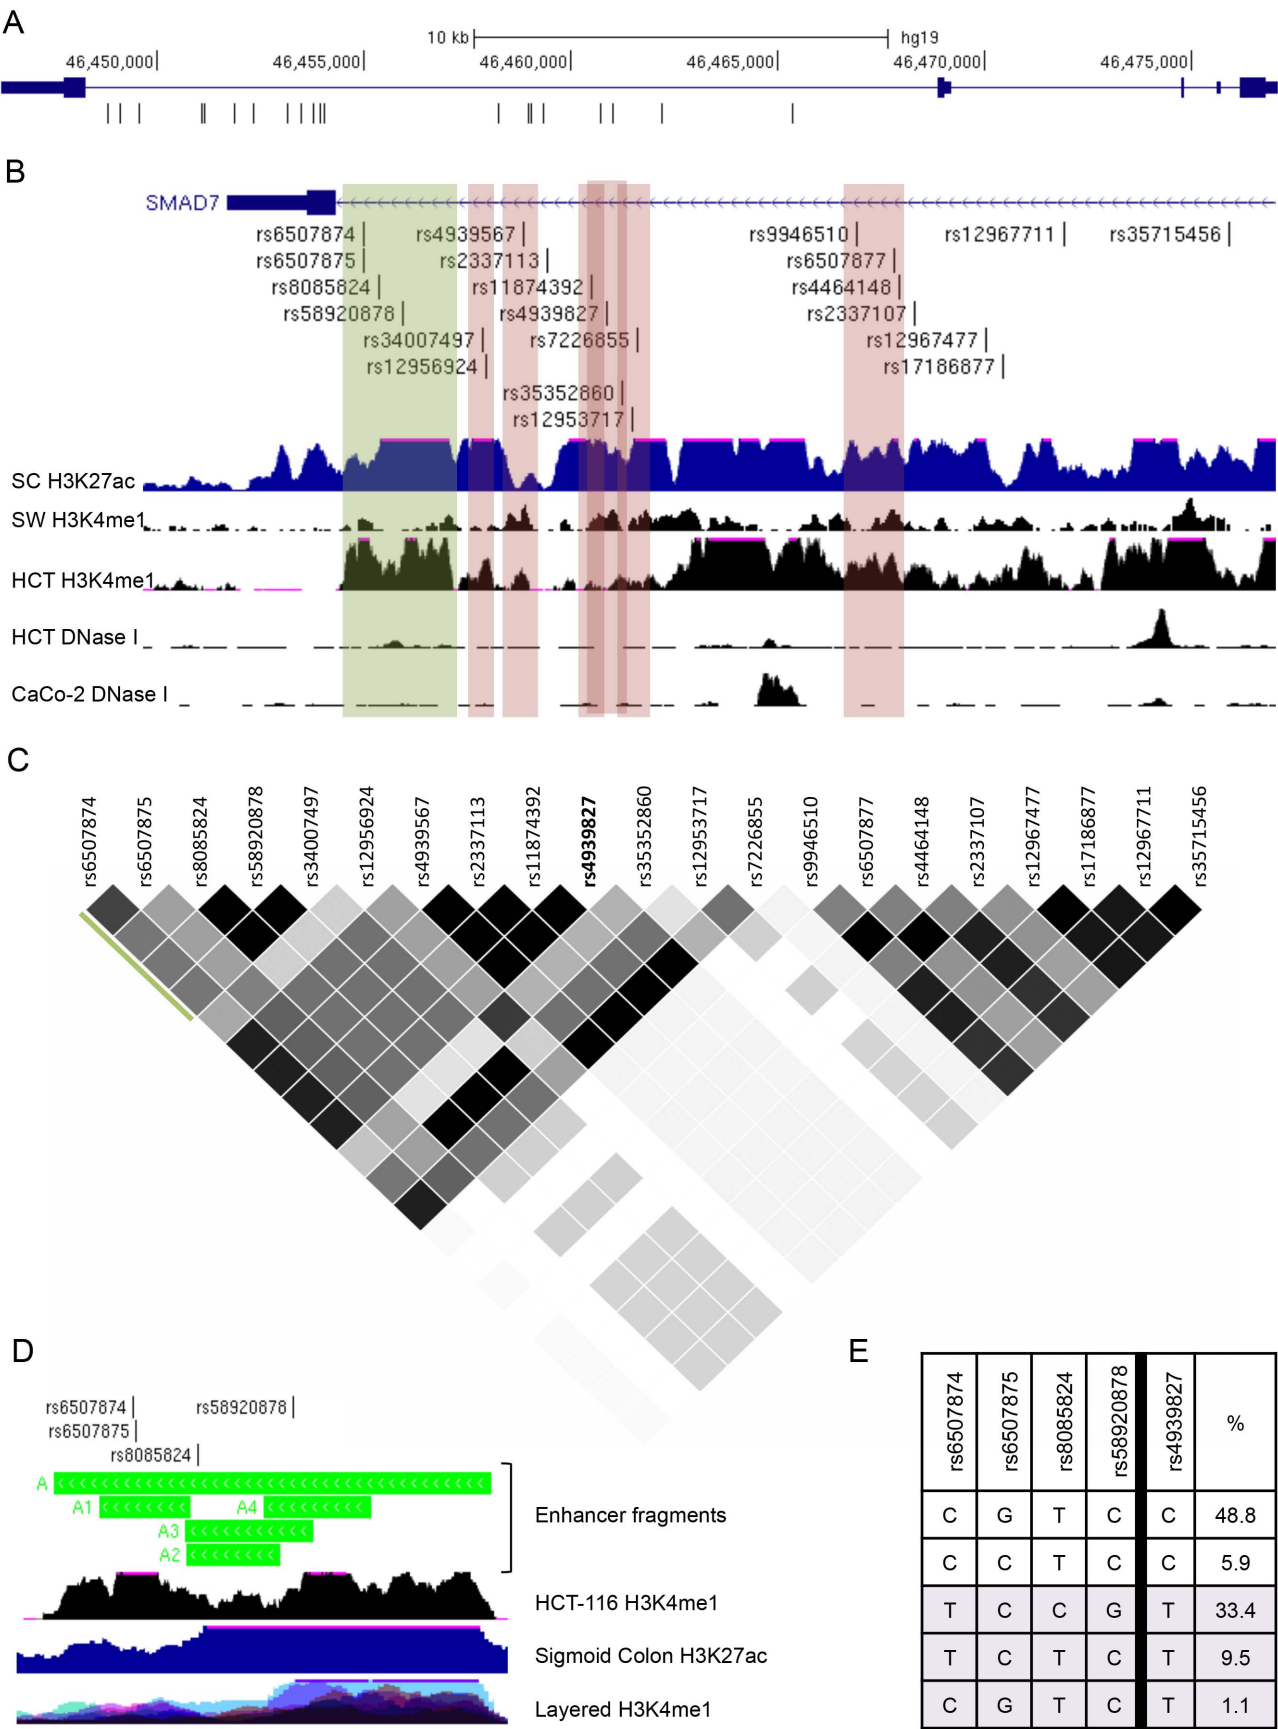 A
10 kb hg19
46,450,000 46,455,000 46,460,000 46,465,000 46,470,000 46,475,000
B
SMAD7
rs6507874 rs4939567 rs9946510 rs12967711 rs35715456
rs6507875 rs2337113 rs6507877
rs8085824 rs11874392 rs4464148
rs58920878 rs4939827 rs2337107
rs34007497 rs7226855 rs12967477
rs12956924 rs17186877
rs35352860
rs12953717
SC H3K27ac
SW H3K4me1
HCT H3K4me1
HCT DNase I
CaCo-2 DNase I
C
rs6507874
rs6507875
rs8085824
rs58920878
rs34007497
rs12956924
rs4939567
rs2337113
rs11874392
rs4939827
rs35352860
rs12953717
rs7226855
rs9946510
rs6507877
rs4464148
rs2337107
rs12967477
rs17186877
rs12967711
rs35715456
D
rs6507874 rs58920878
rs6507875
rs8085824
A
A1 A4
A3
A2
Enhancer fragments
HCT-116 H3K4me1
Sigmoid Colon H3K27ac
Layered H3K4me1
E
rs6507874 rs6507875 rs8085824 rs58920878 rs4939827 %
C G T C C 48.8
C C T C C 5.9
T C C G T 33.4
T C T C T 9.5
C G T C T 1.1